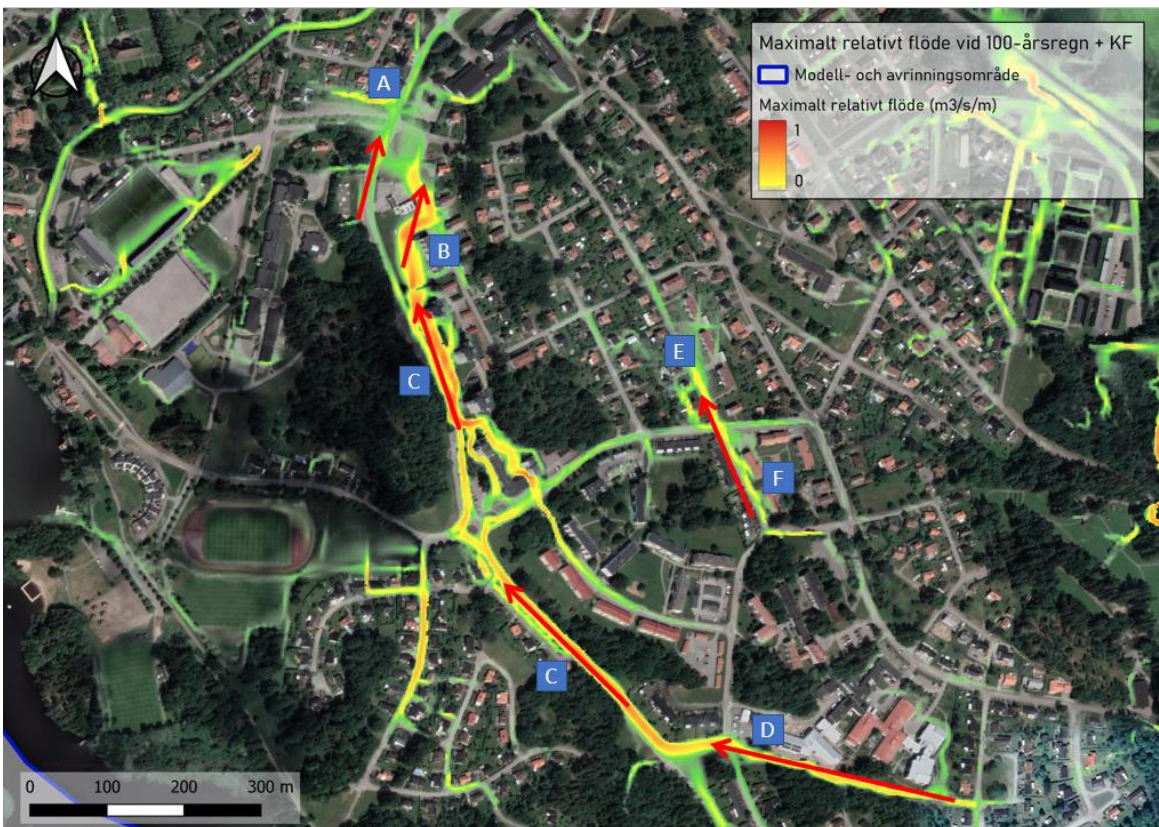 Maximalt relativt flöde vid 100-årsregn + KF
Modell- och avrinningsområde
Maximalt relativt flöde (m3/s/m)
1
0
A
B
C
E
F
C
D
0 100 200 300 m